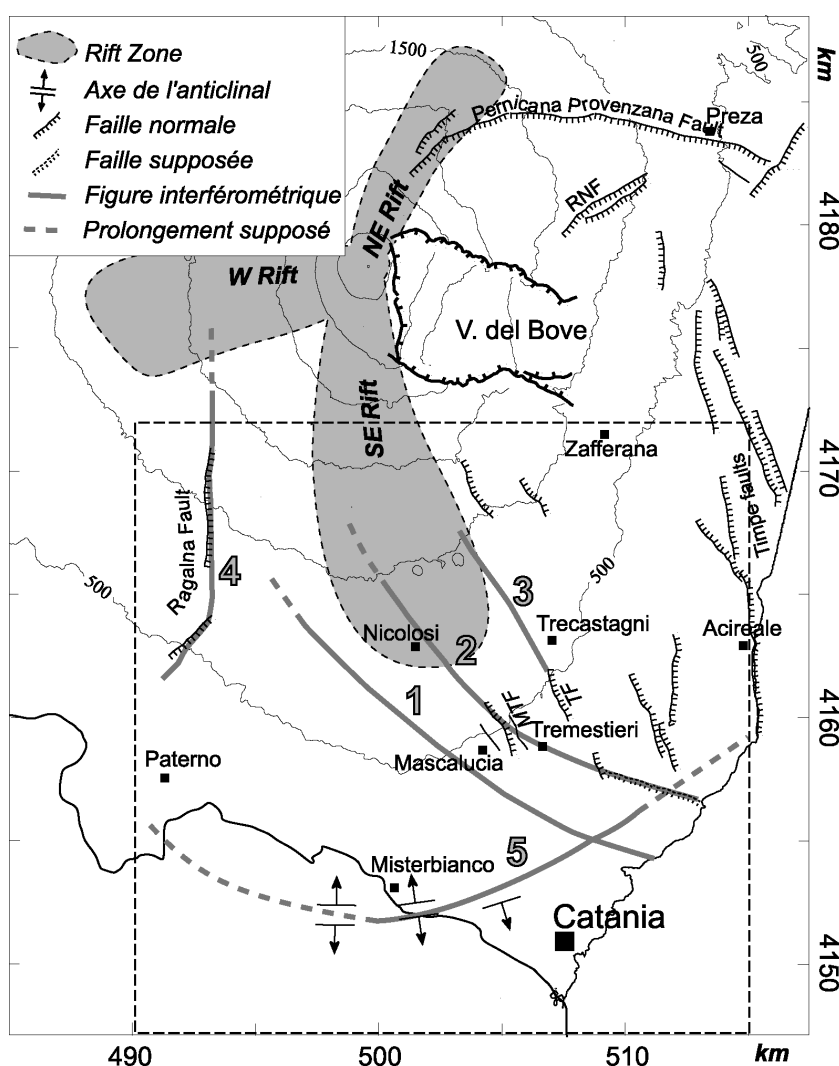 Rift Zone
Axe de l'anticlinal
Faille normale
Faille supposée
Figure interférométrique
Prolongement supposé
1500
500
km
Pernicana Provenzana Fault
Preza
RNF
NE Rift
W Rift
4180
V. del Bove
SE Rift
Zafferana
4170
Timpe faults
Ragalna Fault
4
500
500
3
Nicolosi
2
Trecastagni
Acireale
1
MTF
TF
Tremestieri
4160
Mascalucia
Paterno
5
Misterbianco
Catania
4150
490
500
510
km